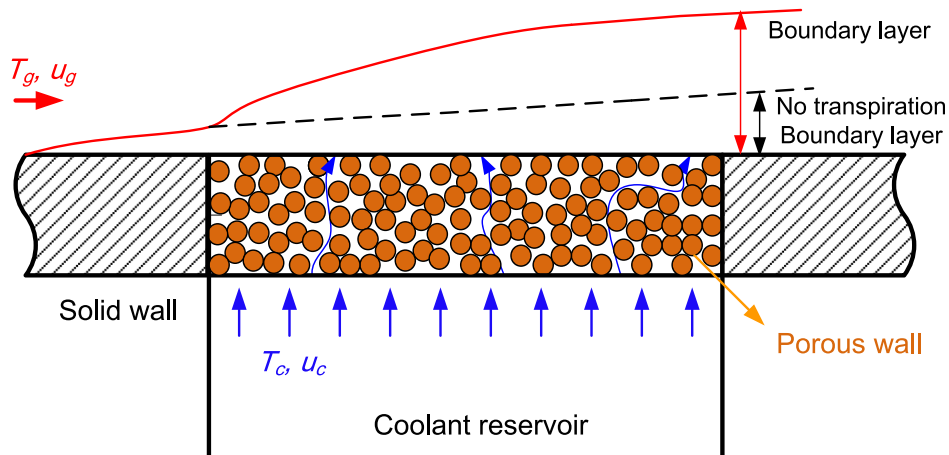 Boundary layer
T_g, u_g
No transpiration
Boundary layer
Solid wall
T_c, u_c
Porous wall
Coolant reservoir